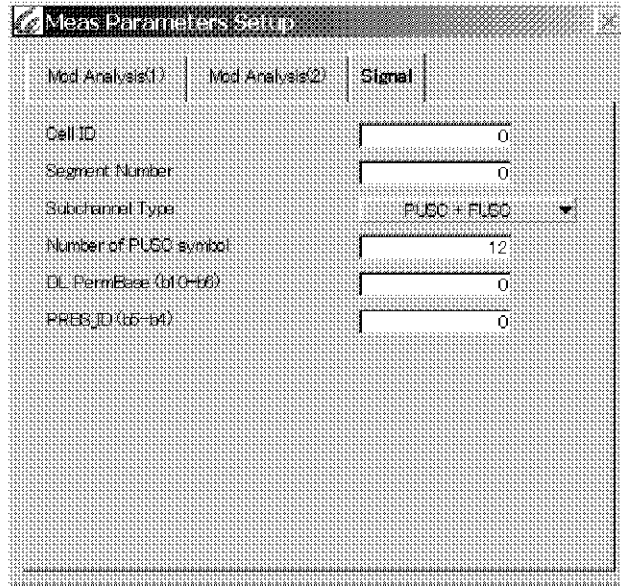 Meas Parameters Setup
Mod Analysis(1) Mod Analysis(2) Signal
Cell ID 0
Segment Number 0
Subchannel Type PUSC + FUSC
Number of PUSC symbol 12
DL PermBase (b10-b6) 0
PRBS_ID (b5-b4) 0